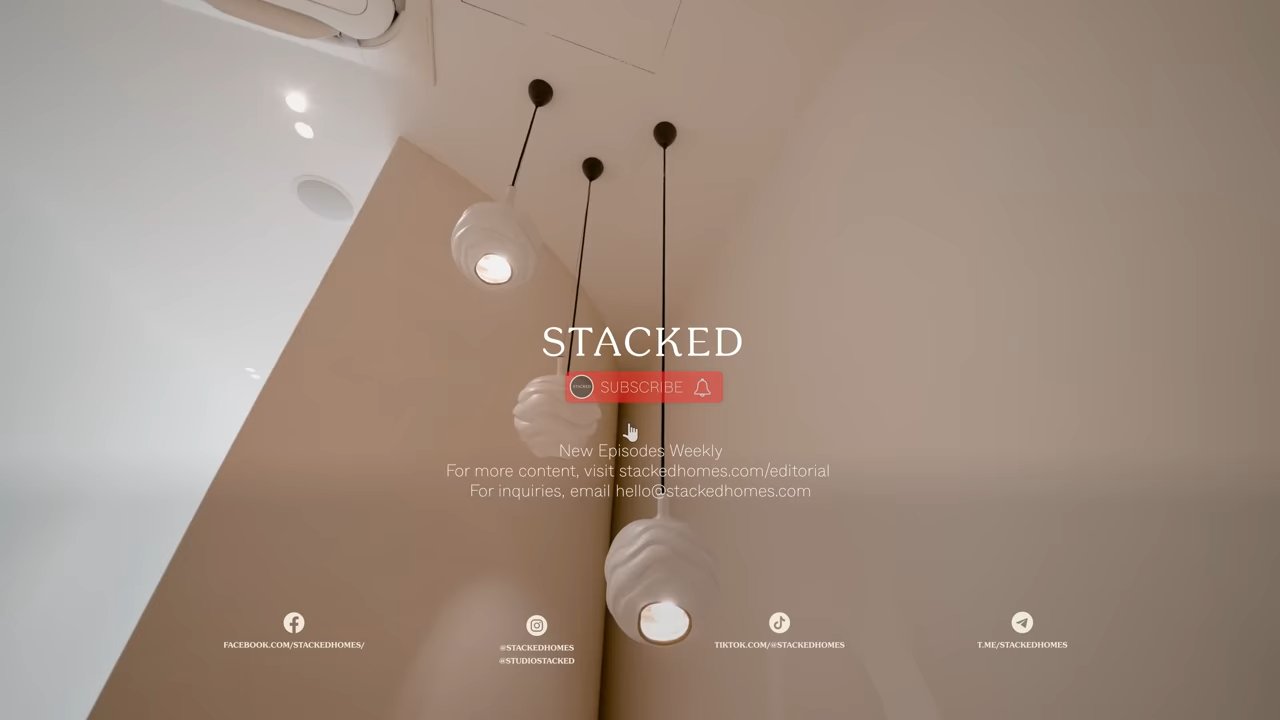 STACKED
SUBSCRIBE
New Episodes Weekly
For more content, visit stackedhomes.com/editorial
For inquiries, email hello@stackedhomes.com
FACEBOOK.COM/STACKEDHOMES/
@STACKEDHOMES
@STUDIOSTACKED
TIKTOK.COM/@STACKEDHOMES
T.ME/STACKEDHOMES